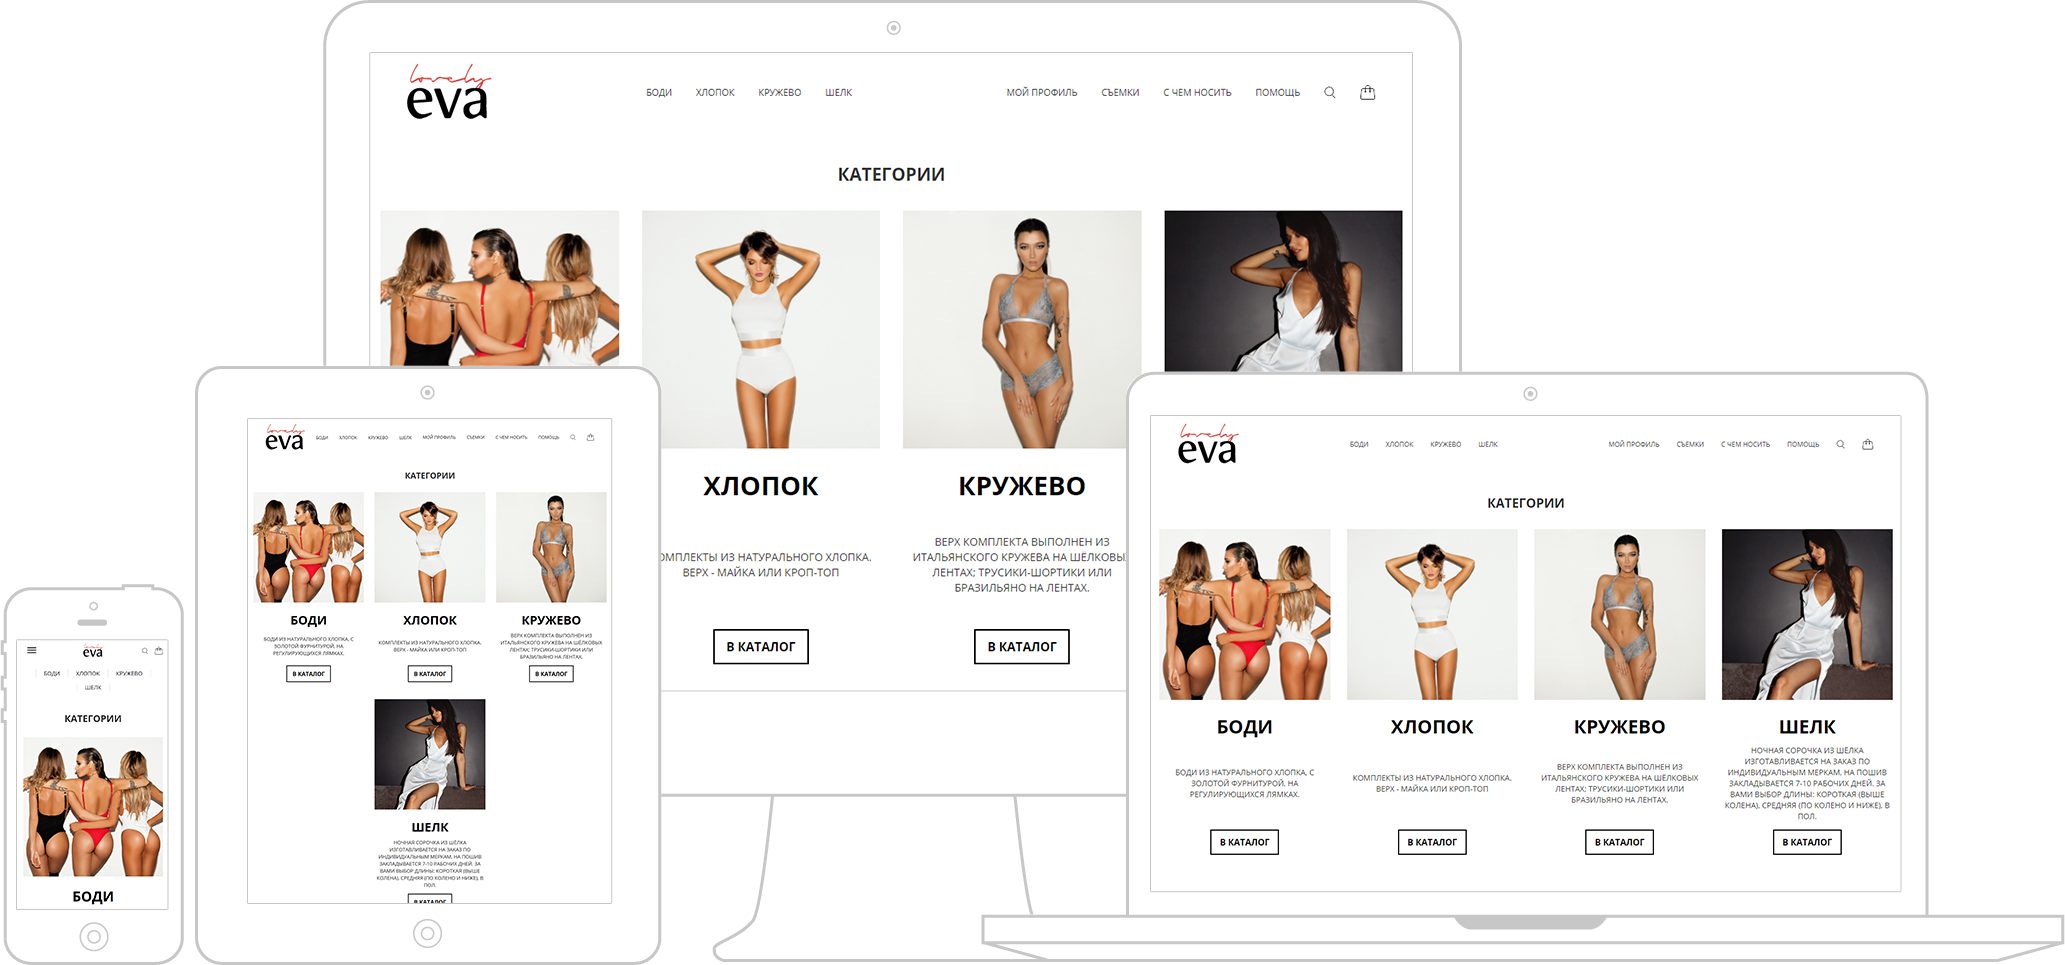 lovely
eva
БОДИ ХЛОПОК КРУЖЕВО ШЕЛК МОЙ ПРОФИЛЬ СЪЕМКИ С ЧЕМ НОСИТЬ ПОМОЩЬ
КАТЕГОРИИ
ХЛОПОК
ОМПЛЕКТЫ ИЗ НАТУРАЛЬНОГО ХЛОПКА.
ВЕРХ - МАЙКА ИЛИ КРОП-ТОП
В КАТАЛОГ
КРУЖЕВО
ВЕРХ КОМПЛЕКТА ВЫПОЛНЕН ИЗ
ИТАЛЬЯНСКОГО КРУЖЕВА НА ШЁЛКОВЫ
ЛЕНТАХ; ТРУСИКИ-ШОРТИКИ ИЛИ
БРАЗИЛЬЯНО НА ЛЕНТАХ.
В КАТАЛОГ
lovely
eva
БОДИ ХЛОПОК КРУЖЕВО ШЕЛК МОЙ ПРОФИЛЬ СЪЕМКИ С ЧЕМ НОСИТЬ ПОМОЩЬ
КАТЕГОРИИ
БОДИ
БОДИ ИЗ НАТУРАЛЬНОГО ХЛОПКА, С
ЗОЛОТОЙ ФУРНИТУРОЙ, НА
РЕГУЛИРУЮЩИХСЯ ЛЯМКАХ.
В КАТАЛОГ
ХЛОПОК
КОМПЛЕКТЫ ИЗ НАТУРАЛЬНОГО ХЛОПКА.
ВЕРХ - МАЙКА ИЛИ КРОП-ТОП
В КАТАЛОГ
КРУЖЕВО
ВЕРХ КОМПЛЕКТА ВЫПОЛНЕН ИЗ
ИТАЛЬЯНСКОГО КРУЖЕВА НА ШЁЛКОВЫХ
ЛЕНТАХ; ТРУСИКИ-ШОРТИКИ ИЛИ
БРАЗИЛЬЯНО НА ЛЕНТАХ.
В КАТАЛОГ
ШЕЛК
НОЧНАЯ СОРОЧКА ИЗ ШЁЛКА
ИЗГОТАВЛИВАЕТСЯ НА ЗАКАЗ ПО
ИНДИВИДУАЛЬНЫМ МЕРКАМ. НА ПОШИВ
ЗАКЛАДЫВАЕТСЯ 7-10 РАБОЧИХ ДНЕЙ. ЗА
ВАМИ ВЫБОР ДЛИНЫ: КОРОТКАЯ (ВЫШЕ
КОЛЕНА), СРЕДНЯЯ (ПО КОЛЕНО И НИЖЕ), В
ПОЛ.
В КАТАЛОГ
lovely
eva
БОДИ ХЛОПОК КРУЖЕВО
ШЕЛК
КАТЕГОРИИ
БОДИ
lovely
eva
БОДИ ХЛОПОК КРУЖЕВО ШЕЛК МОЙ ПРОФИЛЬ СЪЕМКИ С ЧЕМ НОСИТЬ ПОМОЩЬ
КАТЕГОРИИ
БОДИ
БОДИ ИЗ НАТУРАЛЬНОГО ХЛОПКА, С
ЗОЛОТОЙ ФУРНИТУРОЙ, НА
РЕГУЛИРУЮЩИХСЯ ЛЯМКАХ.
В КАТАЛОГ
ХЛОПОК
КОМПЛЕКТЫ ИЗ НАТУРАЛЬНОГО ХЛОПКА.
ВЕРХ - МАЙКА ИЛИ КРОП-ТОП
В КАТАЛОГ
КРУЖЕВО
ВЕРХ КОМПЛЕКТА ВЫПОЛНЕН ИЗ
ИТАЛЬЯНСКОГО КРУЖЕВА НА ШЁЛКОВЫХ
ЛЕНТАХ; ТРУСИКИ-ШОРТИКИ ИЛИ
БРАЗИЛЬЯНО НА ЛЕНТАХ.
В КАТАЛОГ
ШЕЛК
НОЧНАЯ СОРОЧКА ИЗ ШЁЛКА
ИЗГОТАВЛИВАЕТСЯ НА ЗАКАЗ ПО
ИНДИВИДУАЛЬНЫМ МЕРКАМ. НА ПОШИВ
ЗАКЛАДЫВАЕТСЯ 7-10 РАБОЧИХ ДНЕЙ. ЗА
ВАМИ ВЫБОР ДЛИНЫ: КОРОТКАЯ (ВЫШЕ
КОЛЕНА), СРЕДНЯЯ (ПО КОЛЕНО И НИЖЕ), В
ПОЛ.
В КАТАЛОГ